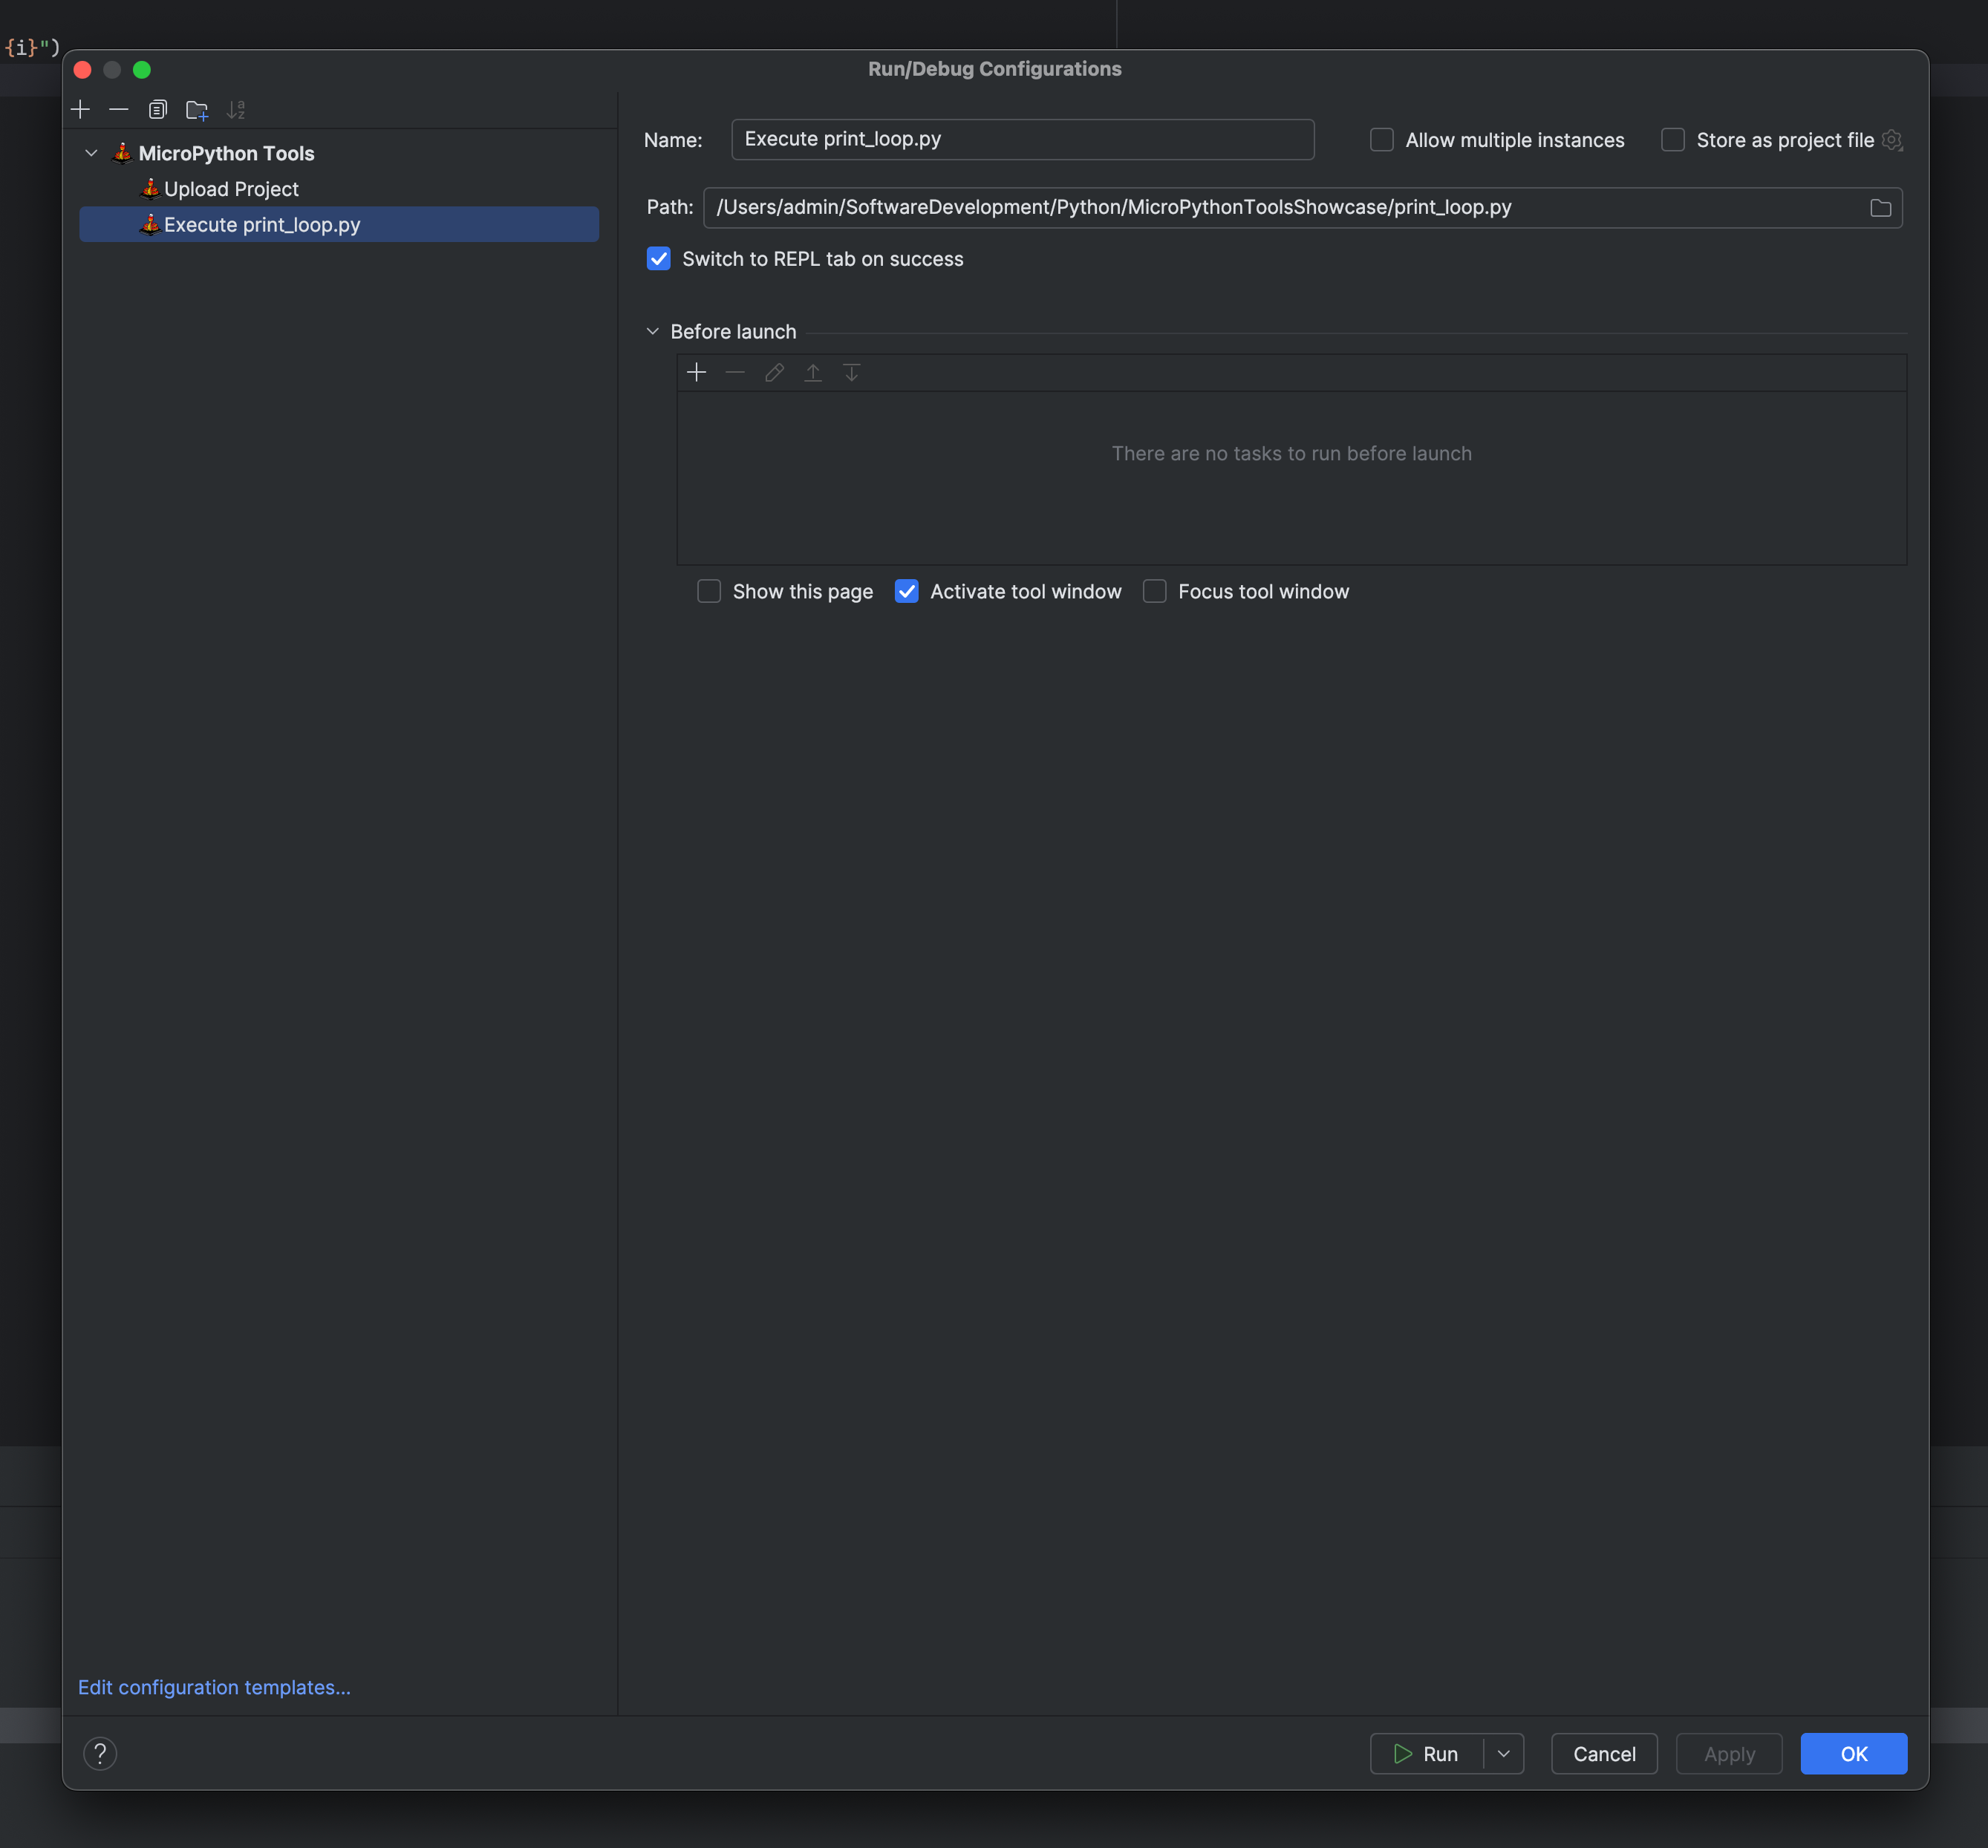 {i}")
Run/Debug Configurations
MicroPython Tools
Upload Project
Execute print_loop.py
Name: Execute print_loop.py Allow multiple instances Store as project file
Path: /Users/admin/SoftwareDevelopment/Python/MicroPythonToolsShowcase/print_loop.py
Switch to REPL tab on success
Before launch
There are no tasks to run before launch
Show this page Activate tool window Focus tool window
Edit configuration templates...
? Run Cancel Apply OK